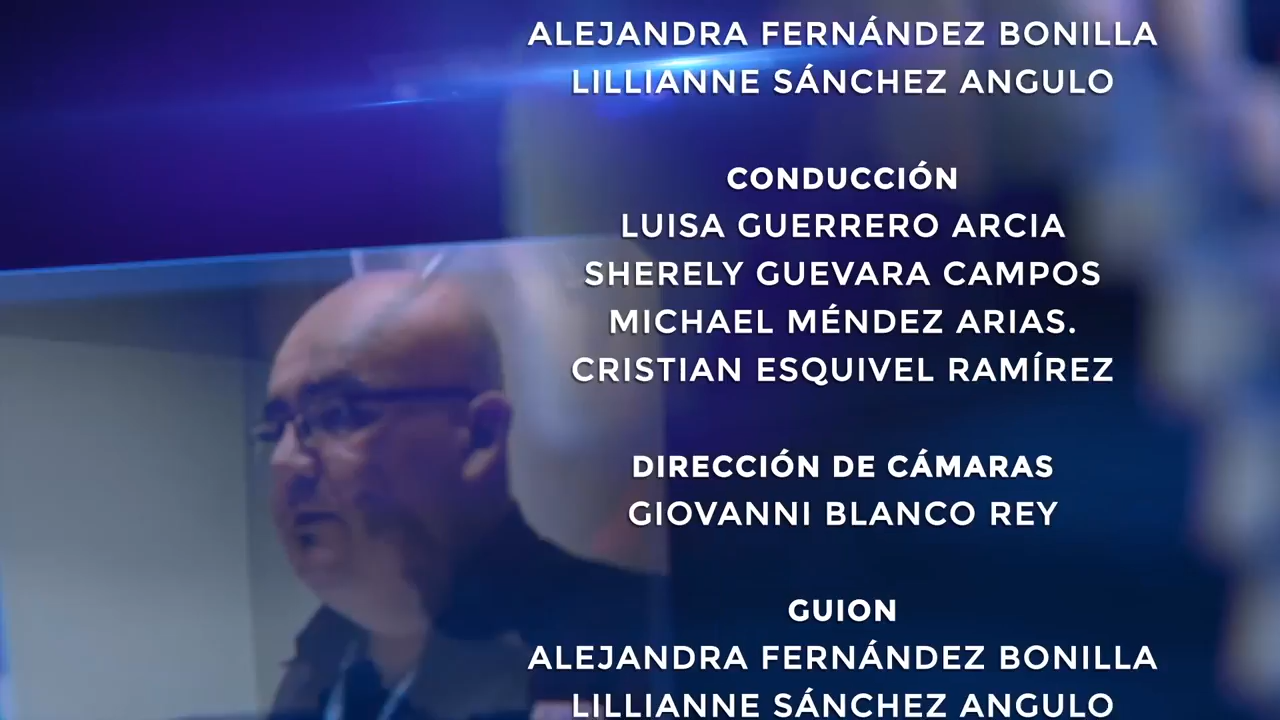 ALEJANDRA FERNÁNDEZ BONILLA
LILLIANNE SÁNCHEZ ANGULO
CONDUCCIÓN
LUISA GUERRERO ARCIA
SHERELY GUEVARA CAMPOS
MICHAEL MÉNDEZ ARIAS.
CRISTIAN ESQUIVEL RAMÍREZ
DIRECCIÓN DE CÁMARAS
GIOVANNI BLANCO REY
GUION
ALEJANDRA FERNÁNDEZ BONILLA
LILLIANNE SÁNCHEZ ANGULO